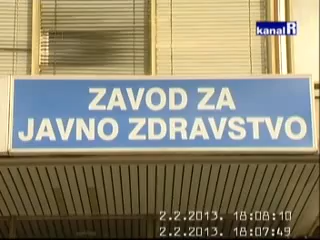 kanal R
ZAVOD ZA
JAVNO ZDRAVSTVO
2.2.2013. 18:08:10
2.2.2013. 18:07:49